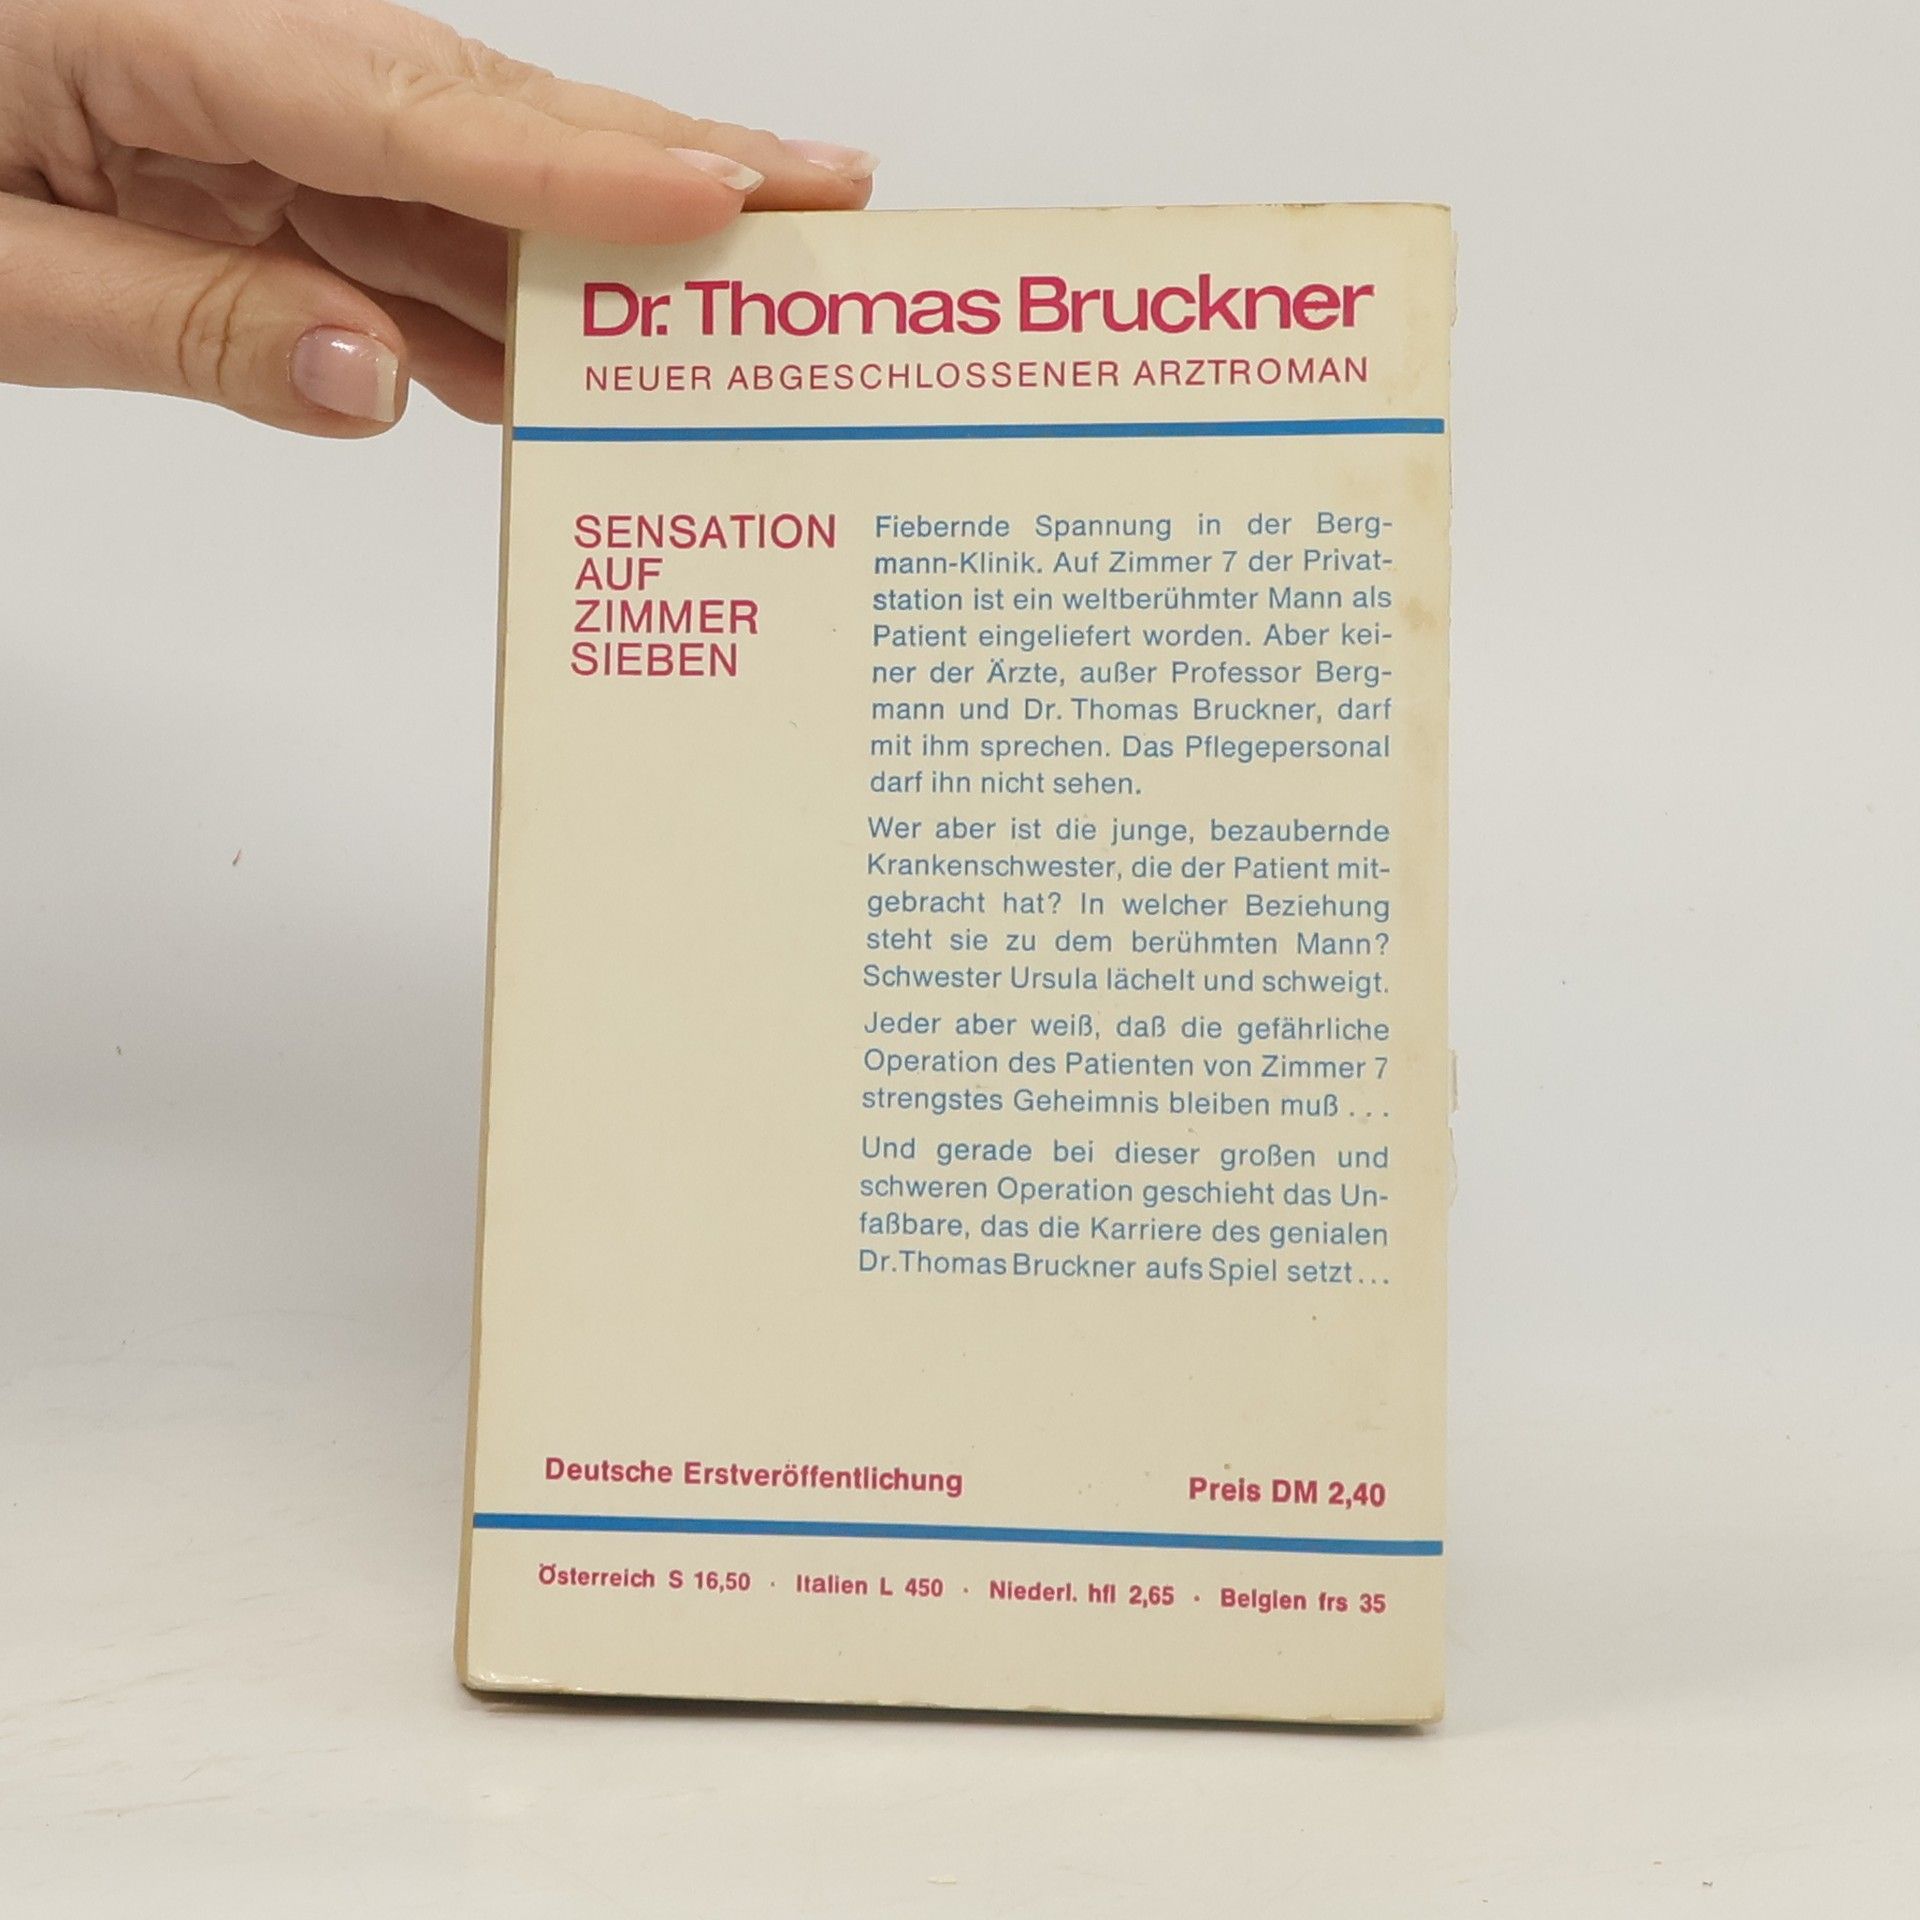 Dr. Thomas Bruckner
NEUER ABGESCHLOSSENER ARZTROMAN
SENSATION
AUF
ZIMMER
SIEBEN
Fiebernde Spannung in der Berg-
mann-Klinik. Auf Zimmer 7 der Privat-
station ist ein weltberühmter Mann als
Patient eingeliefert worden. Aber kei-
ner der Ärzte, außer Professor Berg-
mann und Dr. Thomas Bruckner, darf
mit ihm sprechen. Das Pflegepersonal
darf ihn nicht sehen.
Wer aber ist die junge, bezaubernde
Krankenschwester, die der Patient mit-
gebracht hat? In welcher Beziehung
steht sie zu dem berühmten Mann?
Schwester Ursula lächelt und schweigt.
Jeder aber weiß, daß die gefährliche
Operation des Patienten von Zimmer 7
strengstes Geheimnis bleiben muß . . .
Und gerade bei dieser großen und
schweren Operation geschieht das Un-
faßbare, das die Karriere des genialen
Dr. Thomas Bruckner aufs Spiel setzt . . .
Deutsche Erstveröffentlichung
Preis DM 2,40
Österreich S 16,50 · Italien L 450 · Niederl. hfl 2,65 · Belgien frs 35